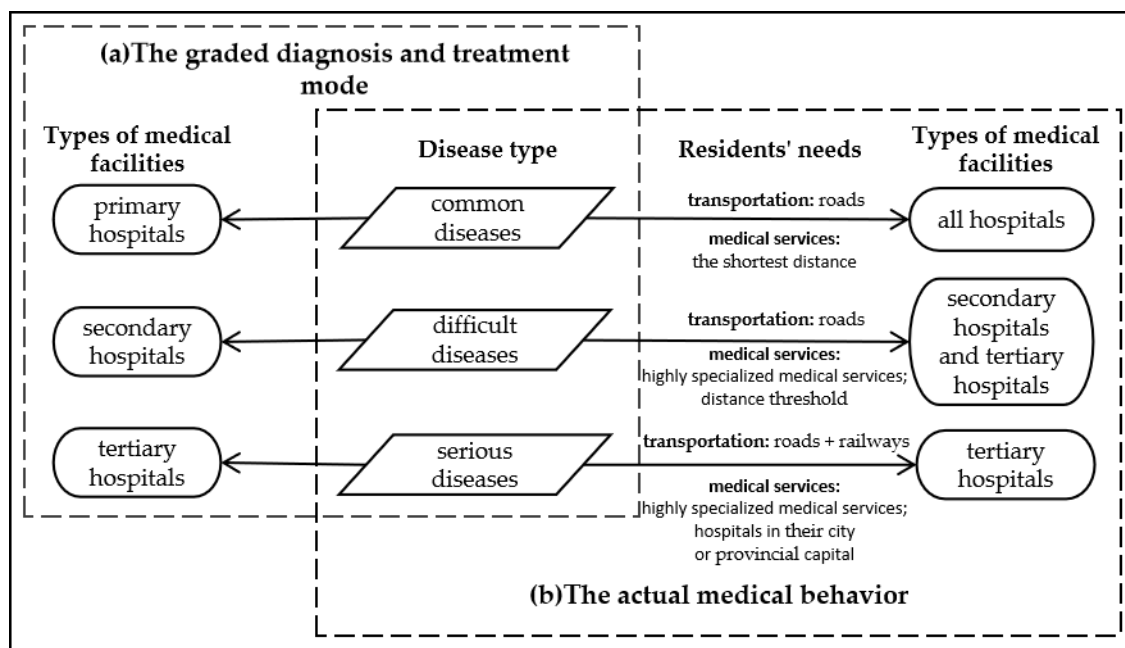 (a)The graded diagnosis and treatment
mode
Types of medical
facilities
Disease type
Residents' needs
Types of medical
facilities
primary
hospitals
common
diseases
transportation: roads
medical services:
the shortest distance
all hospitals
secondary
hospitals
difficult
diseases
transportation: roads
medical services:
highly specialized medical services;
distance threshold
secondary
hospitals
and tertiary
hospitals
tertiary
hospitals
serious
diseases
transportation: roads + railways
medical services:
highly specialized medical services;
hospitals in their city
or provincial capital
tertiary
hospitals
(b)The actual medical behavior